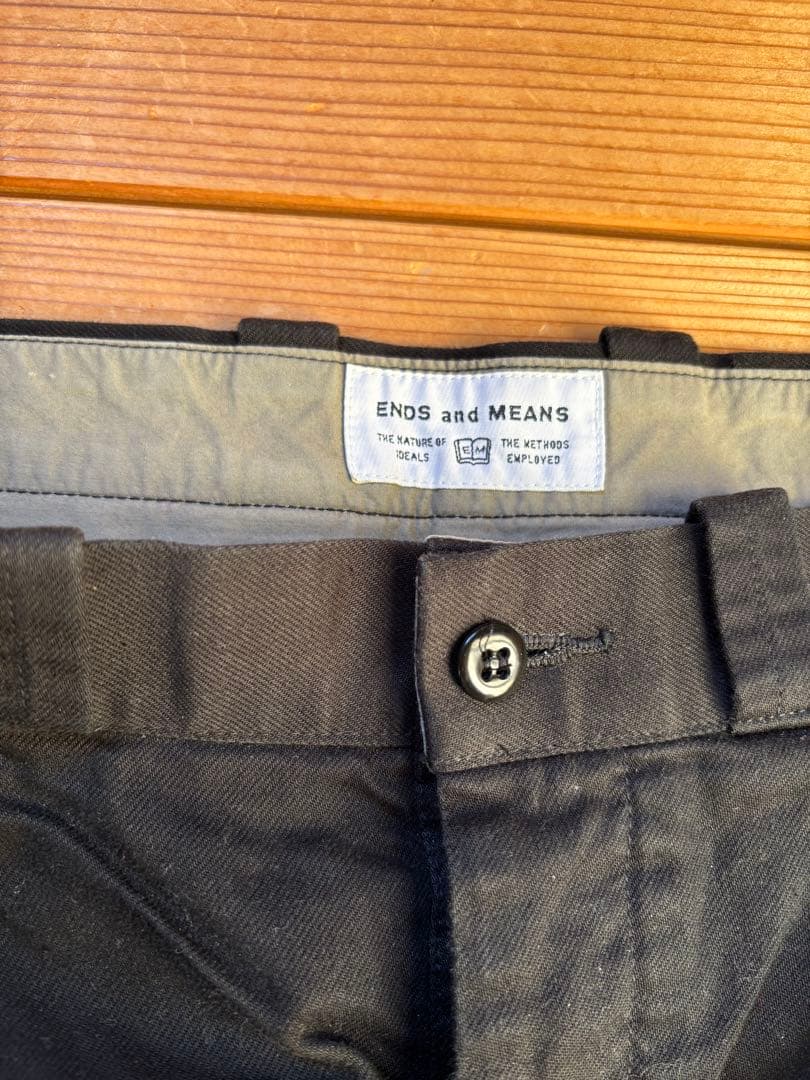 ENDS and MEANS
THE NATURE OF IDEALS
EM
THE METHODS EMPLOYED